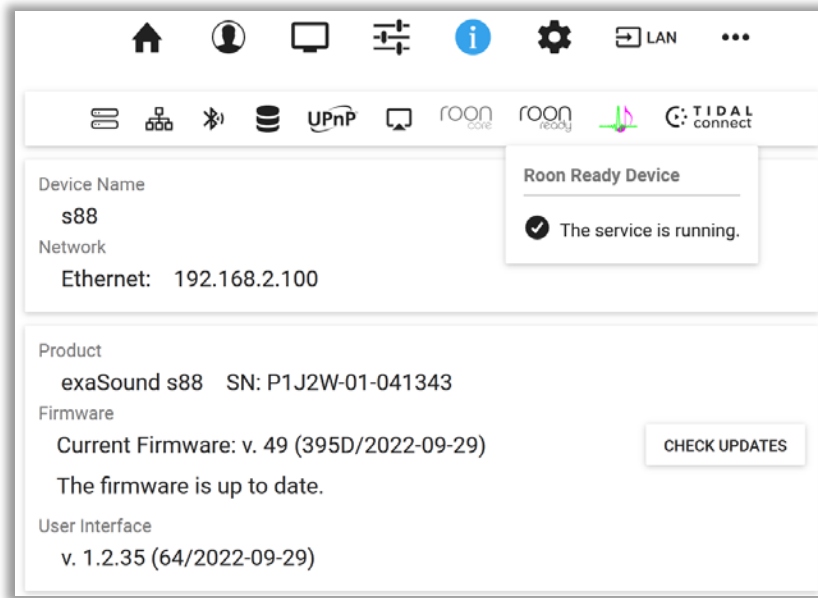 LAN
UPnP
roon
core
roon
ready
TIDAL
connect
Roon Ready Device
The service is running.
Device Name
s88
Network
Ethernet: 192.168.2.100
Product
exaSound s88 SN: P1J2W-01-041343
Firmware
Current Firmware: v. 49 (395D/2022-09-29)
CHECK UPDATES
The firmware is up to date.
User Interface
v. 1.2.35 (64/2022-09-29)